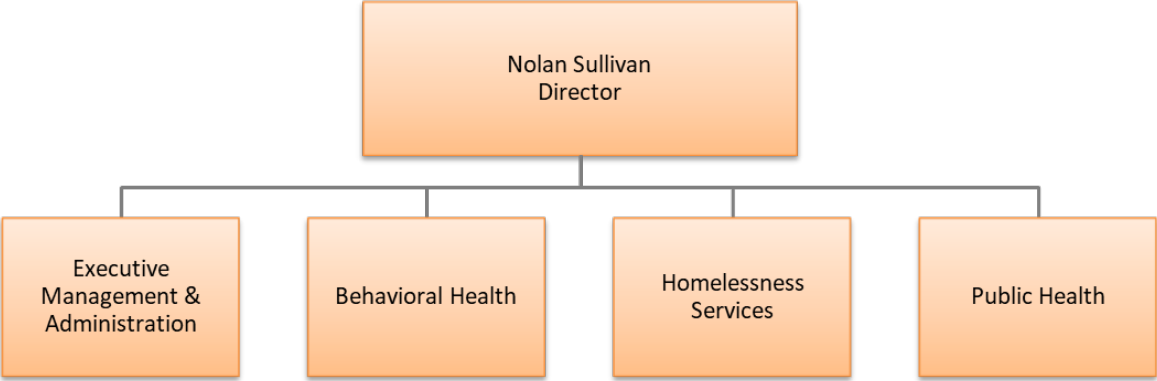 Nolan Sullivan
Director
Executive
Management &
Administration
Behavioral Health
Homelessness
Services
Public Health